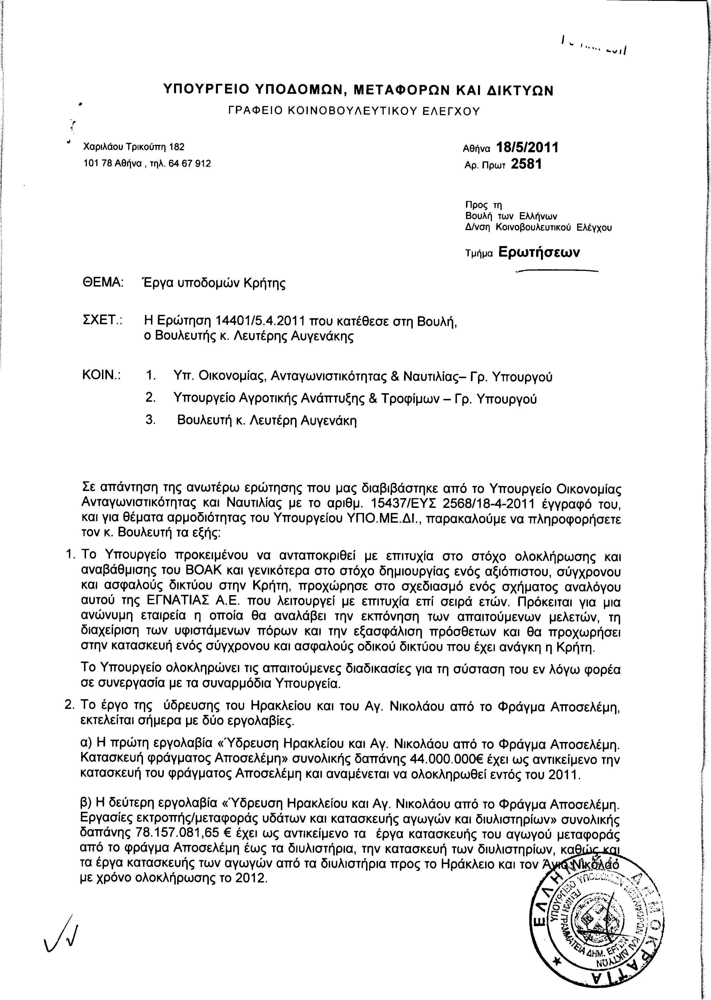 2011
ΥΠΟΥΡΓΕΙΟ ΥΠΟΔΟΜΩΝ, ΜΕΤΑΦΟΡΩΝ ΚΑΙ ΔΙΚΤΥΩΝ
ΓΡΑΦΕΙΟ ΚΟΙΝΟΒΟΥΛΕΥΤΙΚΟΥ ΕΛΕΓΧΟΥ
Χαριλάου Τρικούπη 182
101 78 Αθήνα , τηλ. 64 67 912
Αθήνα 18/5/2011
Αρ. Πρωτ 2581
Προς τη
Βουλή των Ελλήνων
Δ/νση Κοινοβουλευτικού Ελέγχου
Τμήμα Ερωτήσεων
ΘΕΜΑ: Έργα υποδομών Κρήτης
ΣΧΕΤ.: Η Ερώτηση 14401/5.4.2011 που κατέθεσε στη Βουλή,
ο Βουλευτής κ. Λευτέρης Αυγενάκης
ΚΟΙΝ.: 1. Υπ. Οικονομίας, Ανταγωνιστικότητας & Ναυτιλίας– Γρ. Υπουργού
2. Υπουργείο Αγροτικής Ανάπτυξης & Τροφίμων – Γρ. Υπουργού
3. Βουλευτή κ. Λευτέρη Αυγενάκη
Σε απάντηση της ανωτέρω ερώτησης που μας διαβιβάστηκε από το Υπουργείο Οικονομίας
Ανταγωνιστικότητας και Ναυτιλίας με το αριθμ. 15437/ΕΥΣ 2568/18-4-2011 έγγραφό του,
και για θέματα αρμοδιότητας του Υπουργείου ΥΠΟ.ΜΕ.ΔΙ., παρακαλούμε να πληροφορήσετε
τον κ. Βουλευτή τα εξής:
1. Το Υπουργείο προκειμένου να ανταποκριθεί με επιτυχία στο στόχο ολοκλήρωσης και
αναβάθμισης του ΒΟΑΚ και γενικότερα στο στόχο δημιουργίας ενός αξιόπιστου, σύγχρονου
και ασφαλούς δικτύου στην Κρήτη, προχώρησε στο σχεδιασμό ενός σχήματος αναλόγου
αυτού της ΕΓΝΑΤΙΑΣ Α.Ε. που λειτουργεί με επιτυχία επί σειρά ετών. Πρόκειται για μια
ανώνυμη εταιρεία η οποία θα αναλάβει την εκπόνηση των απαιτούμενων μελετών, τη
διαχείριση των υφιστάμενων πόρων και την εξασφάλιση πρόσθετων και θα προχωρήσει
στην κατασκευή ενός σύγχρονου και ασφαλούς οδικού δικτύου που έχει ανάγκη η Κρήτη.
Το Υπουργείο ολοκληρώνει τις απαιτούμενες διαδικασίες για τη σύσταση του εν λόγω φορέα
σε συνεργασία με τα συναρμόδια Υπουργεία.
2. Το έργο της ύδρευσης του Ηρακλείου και του Αγ. Νικολάου από το Φράγμα Αποσελέμη,
εκτελείται σήμερα με δύο εργολαβίες.
α) Η πρώτη εργολαβία «Ύδρευση Ηρακλείου και Αγ. Νικολάου από το Φράγμα Αποσελέμη.
Κατασκευή φράγματος Αποσελέμη» συνολικής δαπάνης 44.000.000€ έχει ως αντικείμενο την
κατασκευή του φράγματος Αποσελέμη και αναμένεται να ολοκληρωθεί εντός του 2011.
β) Η δεύτερη εργολαβία «Ύδρευση Ηρακλείου και Αγ. Νικολάου από το Φράγμα Αποσελέμη.
Εργασίες εκτροπής/μεταφοράς υδάτων και κατασκευής αγωγών και διυλιστηρίων» συνολικής
δαπάνης 78.157.081,65 € έχει ως αντικείμενο τα έργα κατασκευής του αγωγού μεταφοράς
από το φράγμα Αποσελέμη έως τα διυλιστήρια, την κατασκευή των διυλιστηρίων, καθώς και
τα έργα κατασκευής των αγωγών από τα διυλιστήρια προς το Ηράκλειο και τον Άγιο Νικόλαο
με χρόνο ολοκλήρωσης το 2012.
ΕΛΛΗΝΙΚΗ ΔΗΜΟΚΡΑΤΙΑ
ΥΠΟΥΡΓΕΙΟ ΥΠΟΔΟΜΩΝ ΜΕΤΑΦΟΡΩΝ ΚΑΙ ΔΙΚΤΥΩΝ
ΓΕΝΙΚΗ ΓΡΑΜΜΑΤΕΙΑ ΔΗΜ. ΕΡΓΩΝ